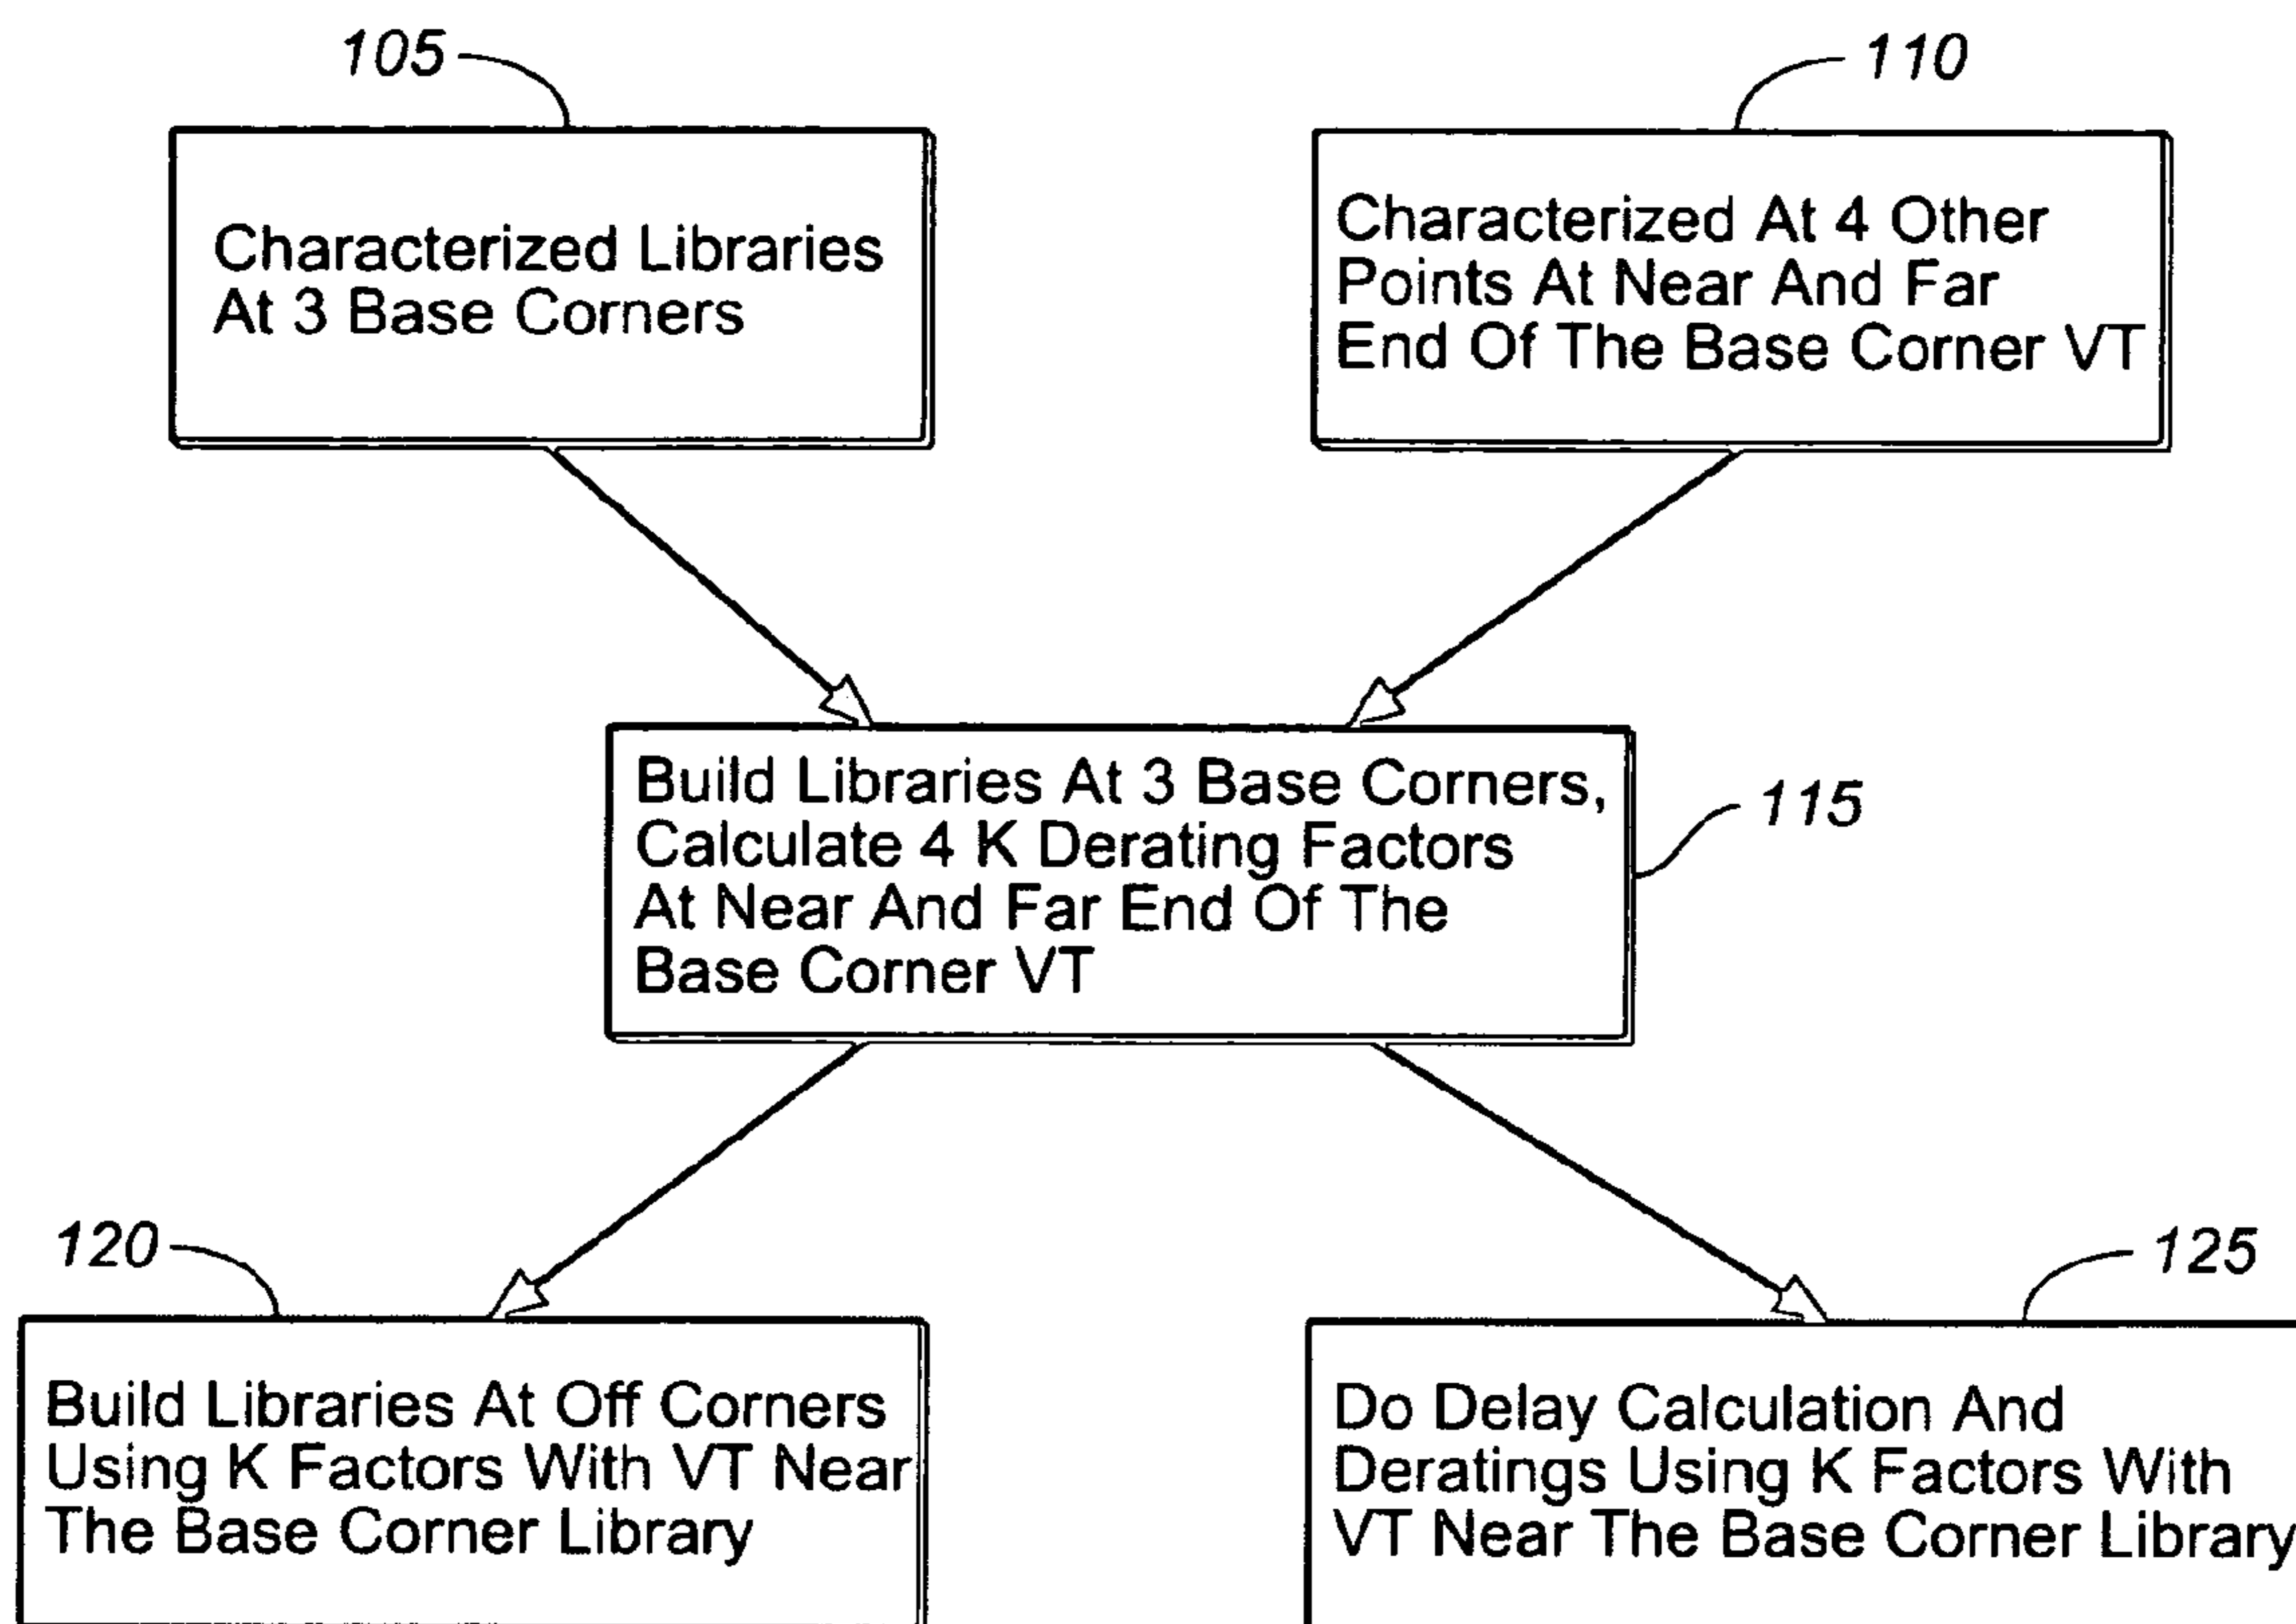 105
110
Characterized Libraries
At 3 Base Corners
Characterized At 4 Other
Points At Near And Far
End Of The Base Corner VT
Build Libraries At 3 Base Corners,
Calculate 4 K Derating Factors
At Near And Far End Of The
Base Corner VT
115
120
125
Build Libraries At Off Corners
Using K Factors With VT Near
The Base Corner Library
Do Delay Calculation And
Deratings Using K Factors With
VT Near The Base Corner Library